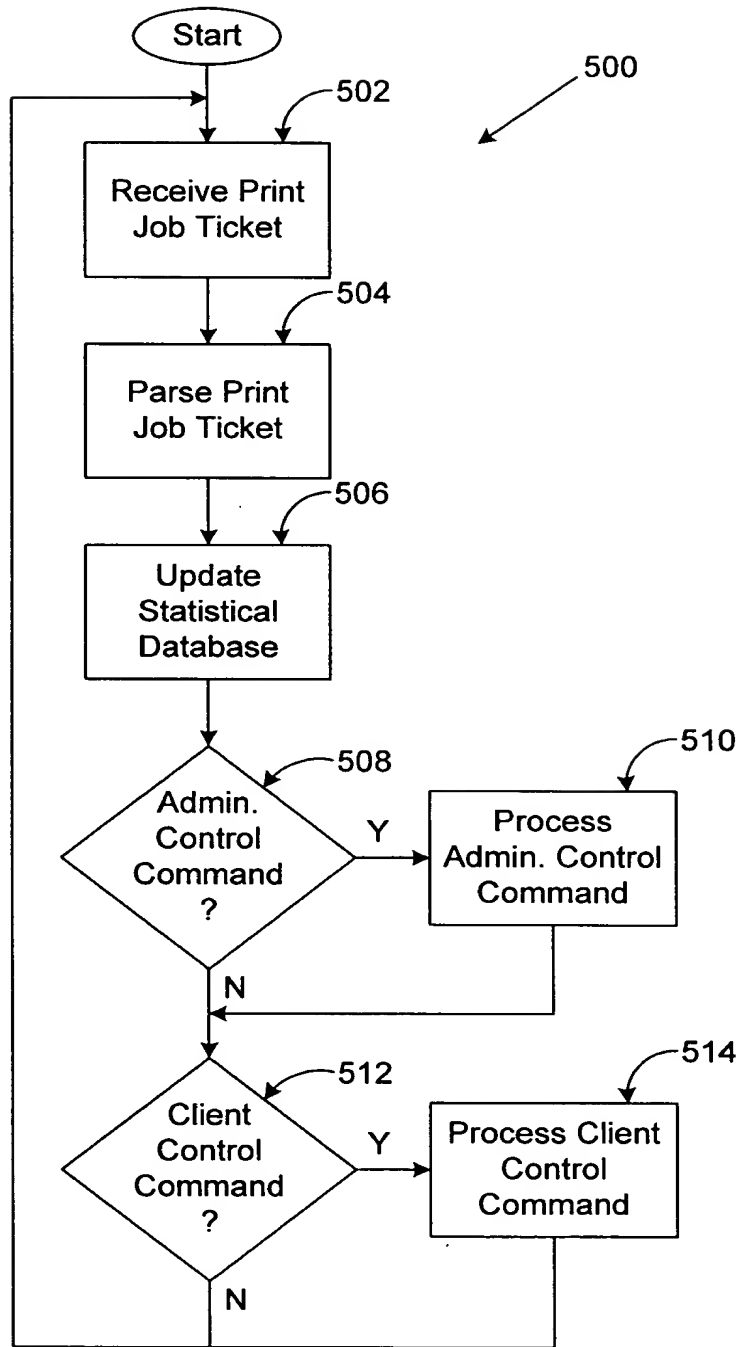 Start
500
502
Receive Print
Job Ticket
504
Parse Print
Job Ticket
506
Update
Statistical
Database
508
Admin.
Control
Command
?
Y
510
Process
Admin. Control
Command
N
512
Client
Control
Command
?
Y
514
Process Client
Control
Command
N